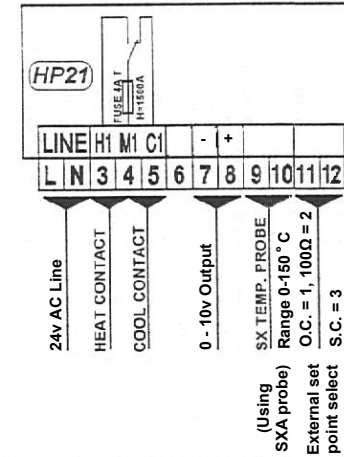 HP21
FUSE 4A T
H=1500A
LINE H1 M1 C1 - +
L N 3 4 5 6 7 8 9 10 11 12
24v AC Line
HEAT CONTACT
COOL CONTACT
0 - 10v Output
SX TEMP. PROBE
Range 0-150°C
(Using
SXA probe)
O.C. = 1, 100Ω = 2
S.C. = 3
External set
point select